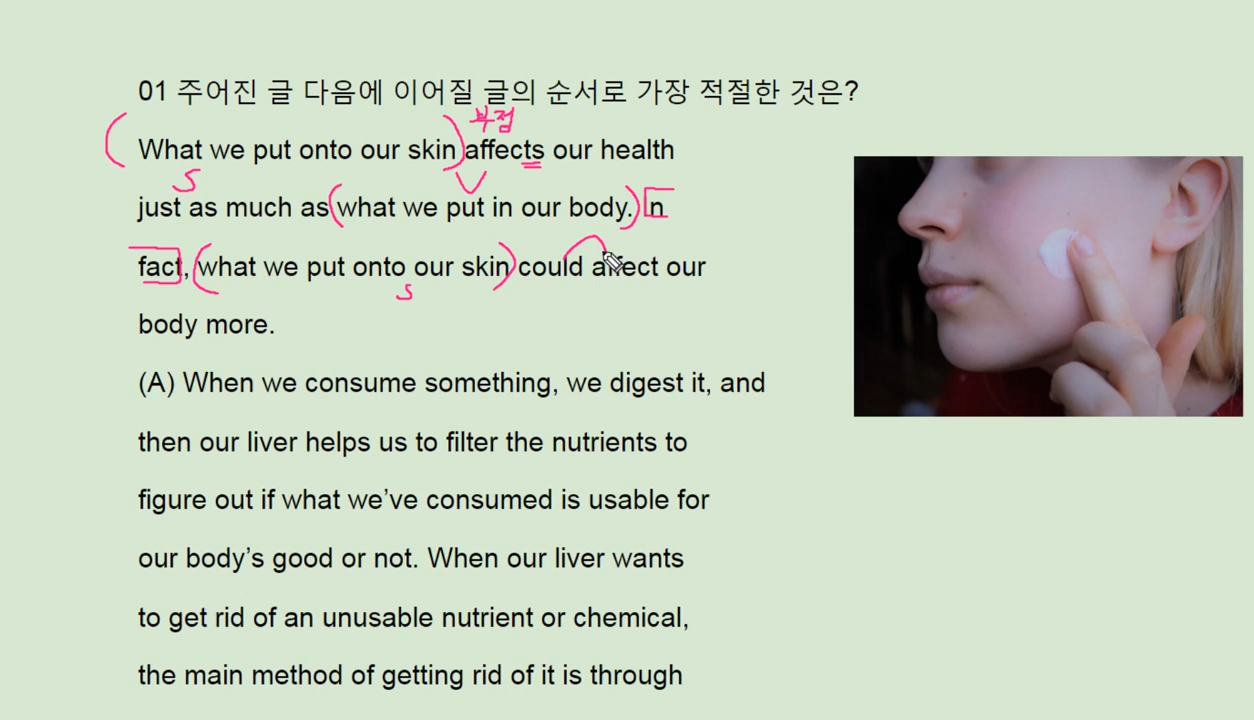 01 주어진 글 다음에 이어질 글의 순서로 가장 적절한 것은?
부정
What we put onto our skin affects our health
S V
just as much as what we put in our body. In
fact, what we put onto our skin could affect our
S
body more.
(A) When we consume something, we digest it, and
then our liver helps us to filter the nutrients to
figure out if what we’ve consumed is usable for
our body’s good or not. When our liver wants
to get rid of an unusable nutrient or chemical,
the main method of getting rid of it is through